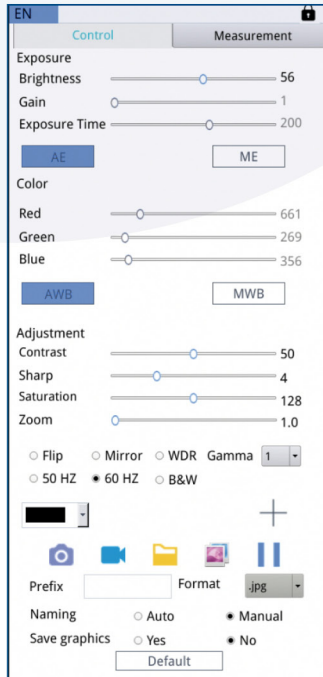 EN
Control Measurement
Exposure
Brightness 56
Gain 1
Exposure Time 200
AE ME
Color
Red 661
Green 269
Blue 356
AWB MWB
Adjustment
Contrast 50
Sharp 4
Saturation 128
Zoom 1.0
Flip Mirror WDR Gamma 1
50 HZ 60 HZ B&W
Prefix Format .jpg
Naming Auto Manual
Save graphics Yes No
Default